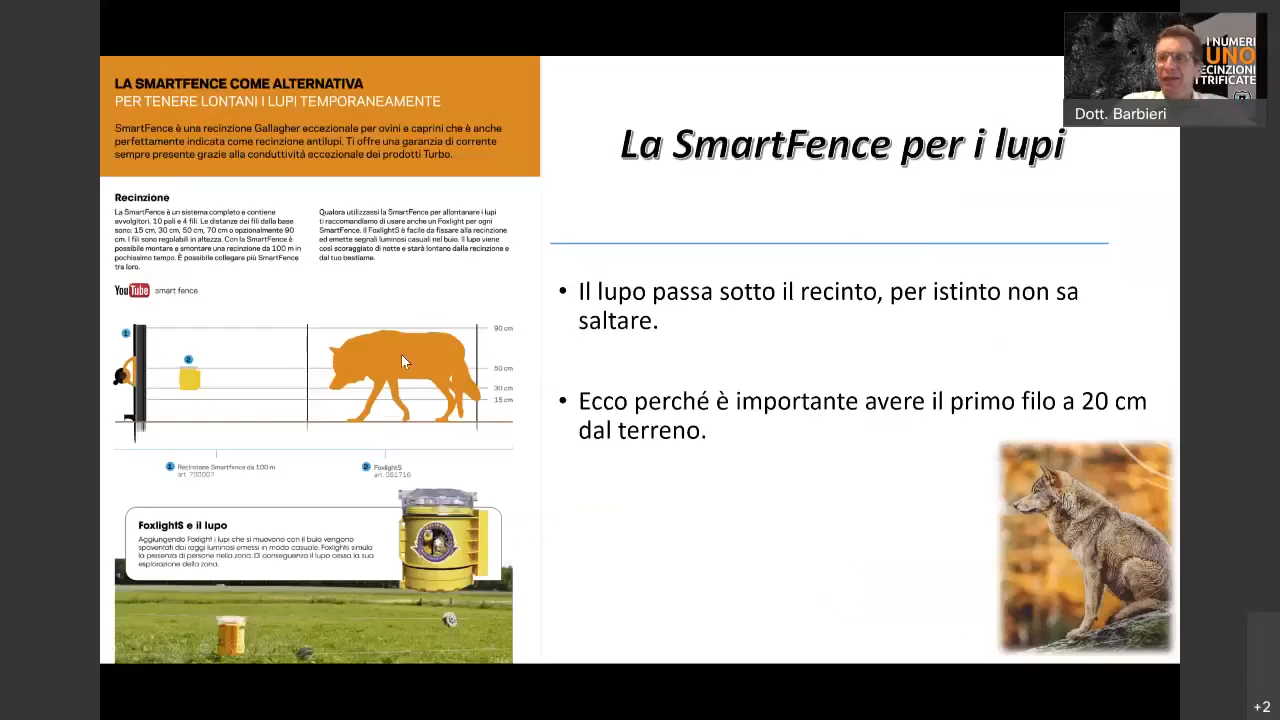 LA SMARTFENCE COME ALTERNATIVA
PER TENERE LONTANI I LUPI TEMPORANEAMENTE
SmartFence è una recinzione Gallagher eccezionale per ovini e caprini che è anche
perfettamente indicata come recinzione antilupi. Ti offre una garanzia di corrente
sempre presente grazie alla conduttivitá eccezionale dei prodotti Turbo.
Recinzione
La SmartFence è un sistema completo e contiene
avvolgitori, 10 pali e 4 fili. Le distanze dei fili dalla base
sono: 15 cm, 30 cm, 50 cm, 70 cm o opzionalmente 90
cm. I fili sono regolabili in altezza. Con la SmartFence è
possibile montare e smontare una recinzione da 100 m in
pochissimo tempo. È possibile collegare più SmartFence
tra loro.
Qualora utilizzassi la SmartFence per allontanare i lupi
ti raccomandiamo di usare anche un Foxlight per ogni
SmartFence. Il FoxlightS è facile da fissare alla recinzione
ed emette segnali luminosi casuali nel buio. Il lupo viene
così scoraggiato di notte e starà lontano dalla recinzione e
dal tuo bestiame.
YouTube smart fence
1
2
90 cm
50 cm
30 cm
15 cm
1 Recinzione Smartfence da 100 m
art. 700007
2 FoxlightS
art. 061716
FoxlightS e il lupo
Aggiungendo Foxlight i lupi che si muovono con il buio vengono
spaventati dai raggi luminosi emessi in modo casuale. Foxlights simula
la presenza di persone nella zona. Di conseguenza il lupo cessa la sua
esplorazione della zona.
La SmartFence per i lupi
• Il lupo passa sotto il recinto, per istinto non sa
saltare.
• Ecco perché è importante avere il primo filo a 20 cm
dal terreno.
I NUMERI
UNO
ECINZIONI
TRIFICATE
Dott. Barbieri
+2